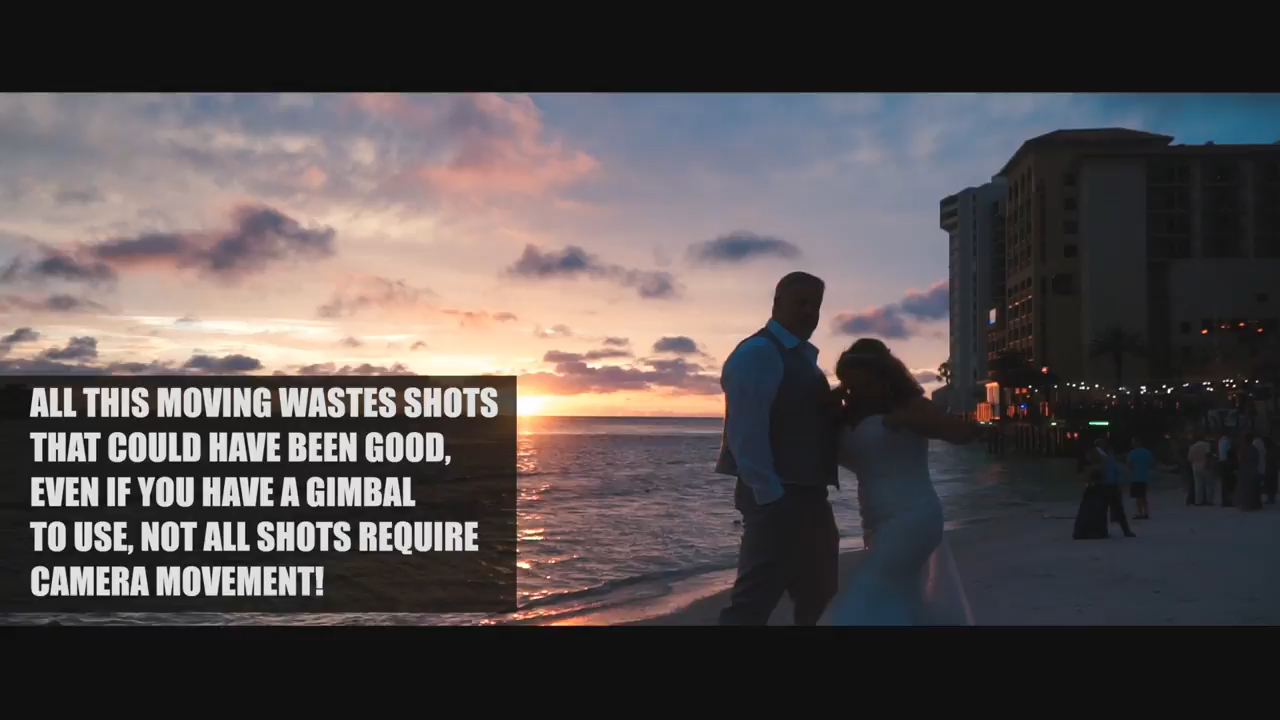 ALL THIS MOVING WASTES SHOTS
THAT COULD HAVE BEEN GOOD,
EVEN IF YOU HAVE A GIMBAL
TO USE, NOT ALL SHOTS REQUIRE
CAMERA MOVEMENT!